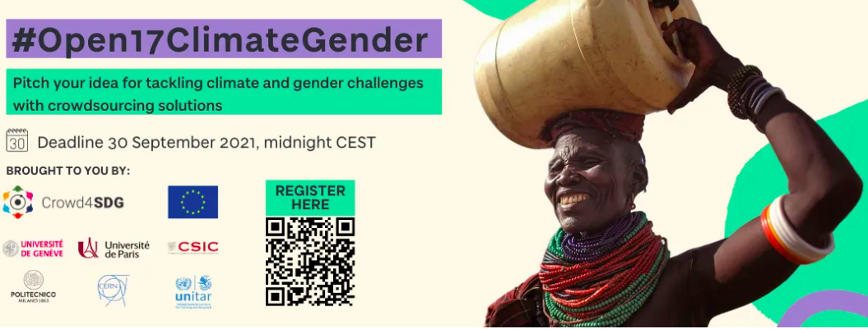 #Open17ClimateGender
Pitch your idea for tackling climate and gender challenges
with crowdsourcing solutions
30 Deadline 30 September 2021, midnight CEST
BROUGHT TO YOU BY:
Crowd4SDG
REGISTER
HERE
UNIVERSITÉ
DE GENÈVE
Université
de Paris
CSIC
POLITECNICO
MILANO 1863
CERN
unitar